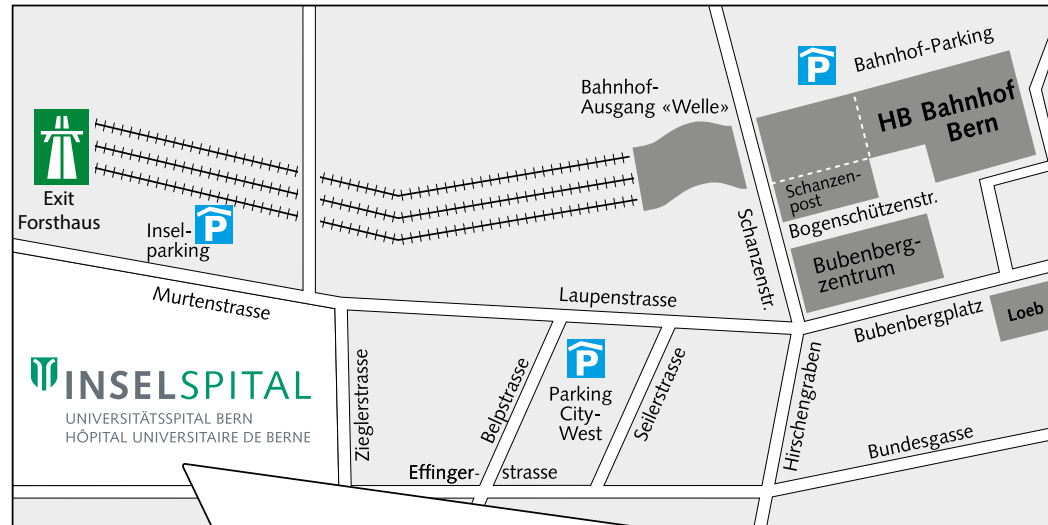 P
Bahnhof-Parking
Bahnhof-
Ausgang «Welle»
HB Bahnhof
Bern
Exit
Forsthaus
Insel-
parking
P
Schanzen-
post
Bogenschützenstr.
Schanzenstr.
Bubenberg-
zentrum
Murtenstrasse
Laupenstrasse
Bubenbergplatz
Loeb
INSELSPITAL
UNIVERSITÄTSSPITAL BERN
HÔPITAL UNIVERSITAIRE DE BERNE
Zieglerstrasse
Belpstrasse
P
Parking
City-
West
Seilerstrasse
Hirschengraben
Bundesgasse
Effinger-strasse